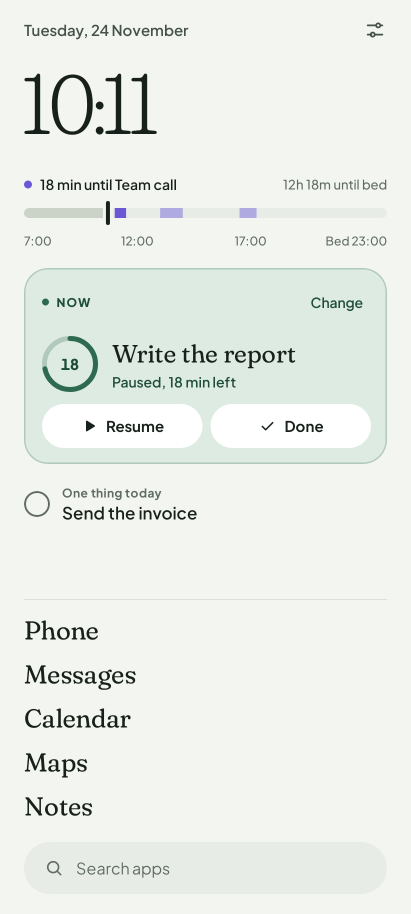 Tuesday, 24 November
10:11
18 min until Team call
12h 18m until bed
7:00
12:00
17:00
Bed 23:00
NOW
Change
18
Write the report
Paused, 18 min left
Resume
Done
One thing today
Send the invoice
Phone
Messages
Calendar
Maps
Notes
Search apps